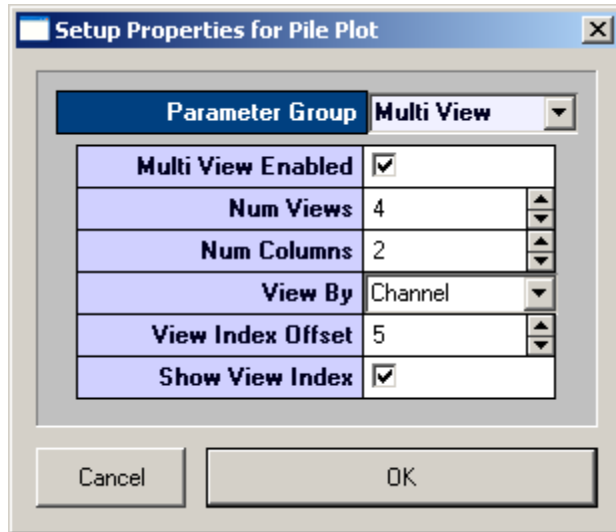 Setup Properties for Pile Plot
Parameter Group Multi View
Multi View Enabled
Num Views 4
Num Columns 2
View By Channel
View Index Offset 5
Show View Index
Cancel OK